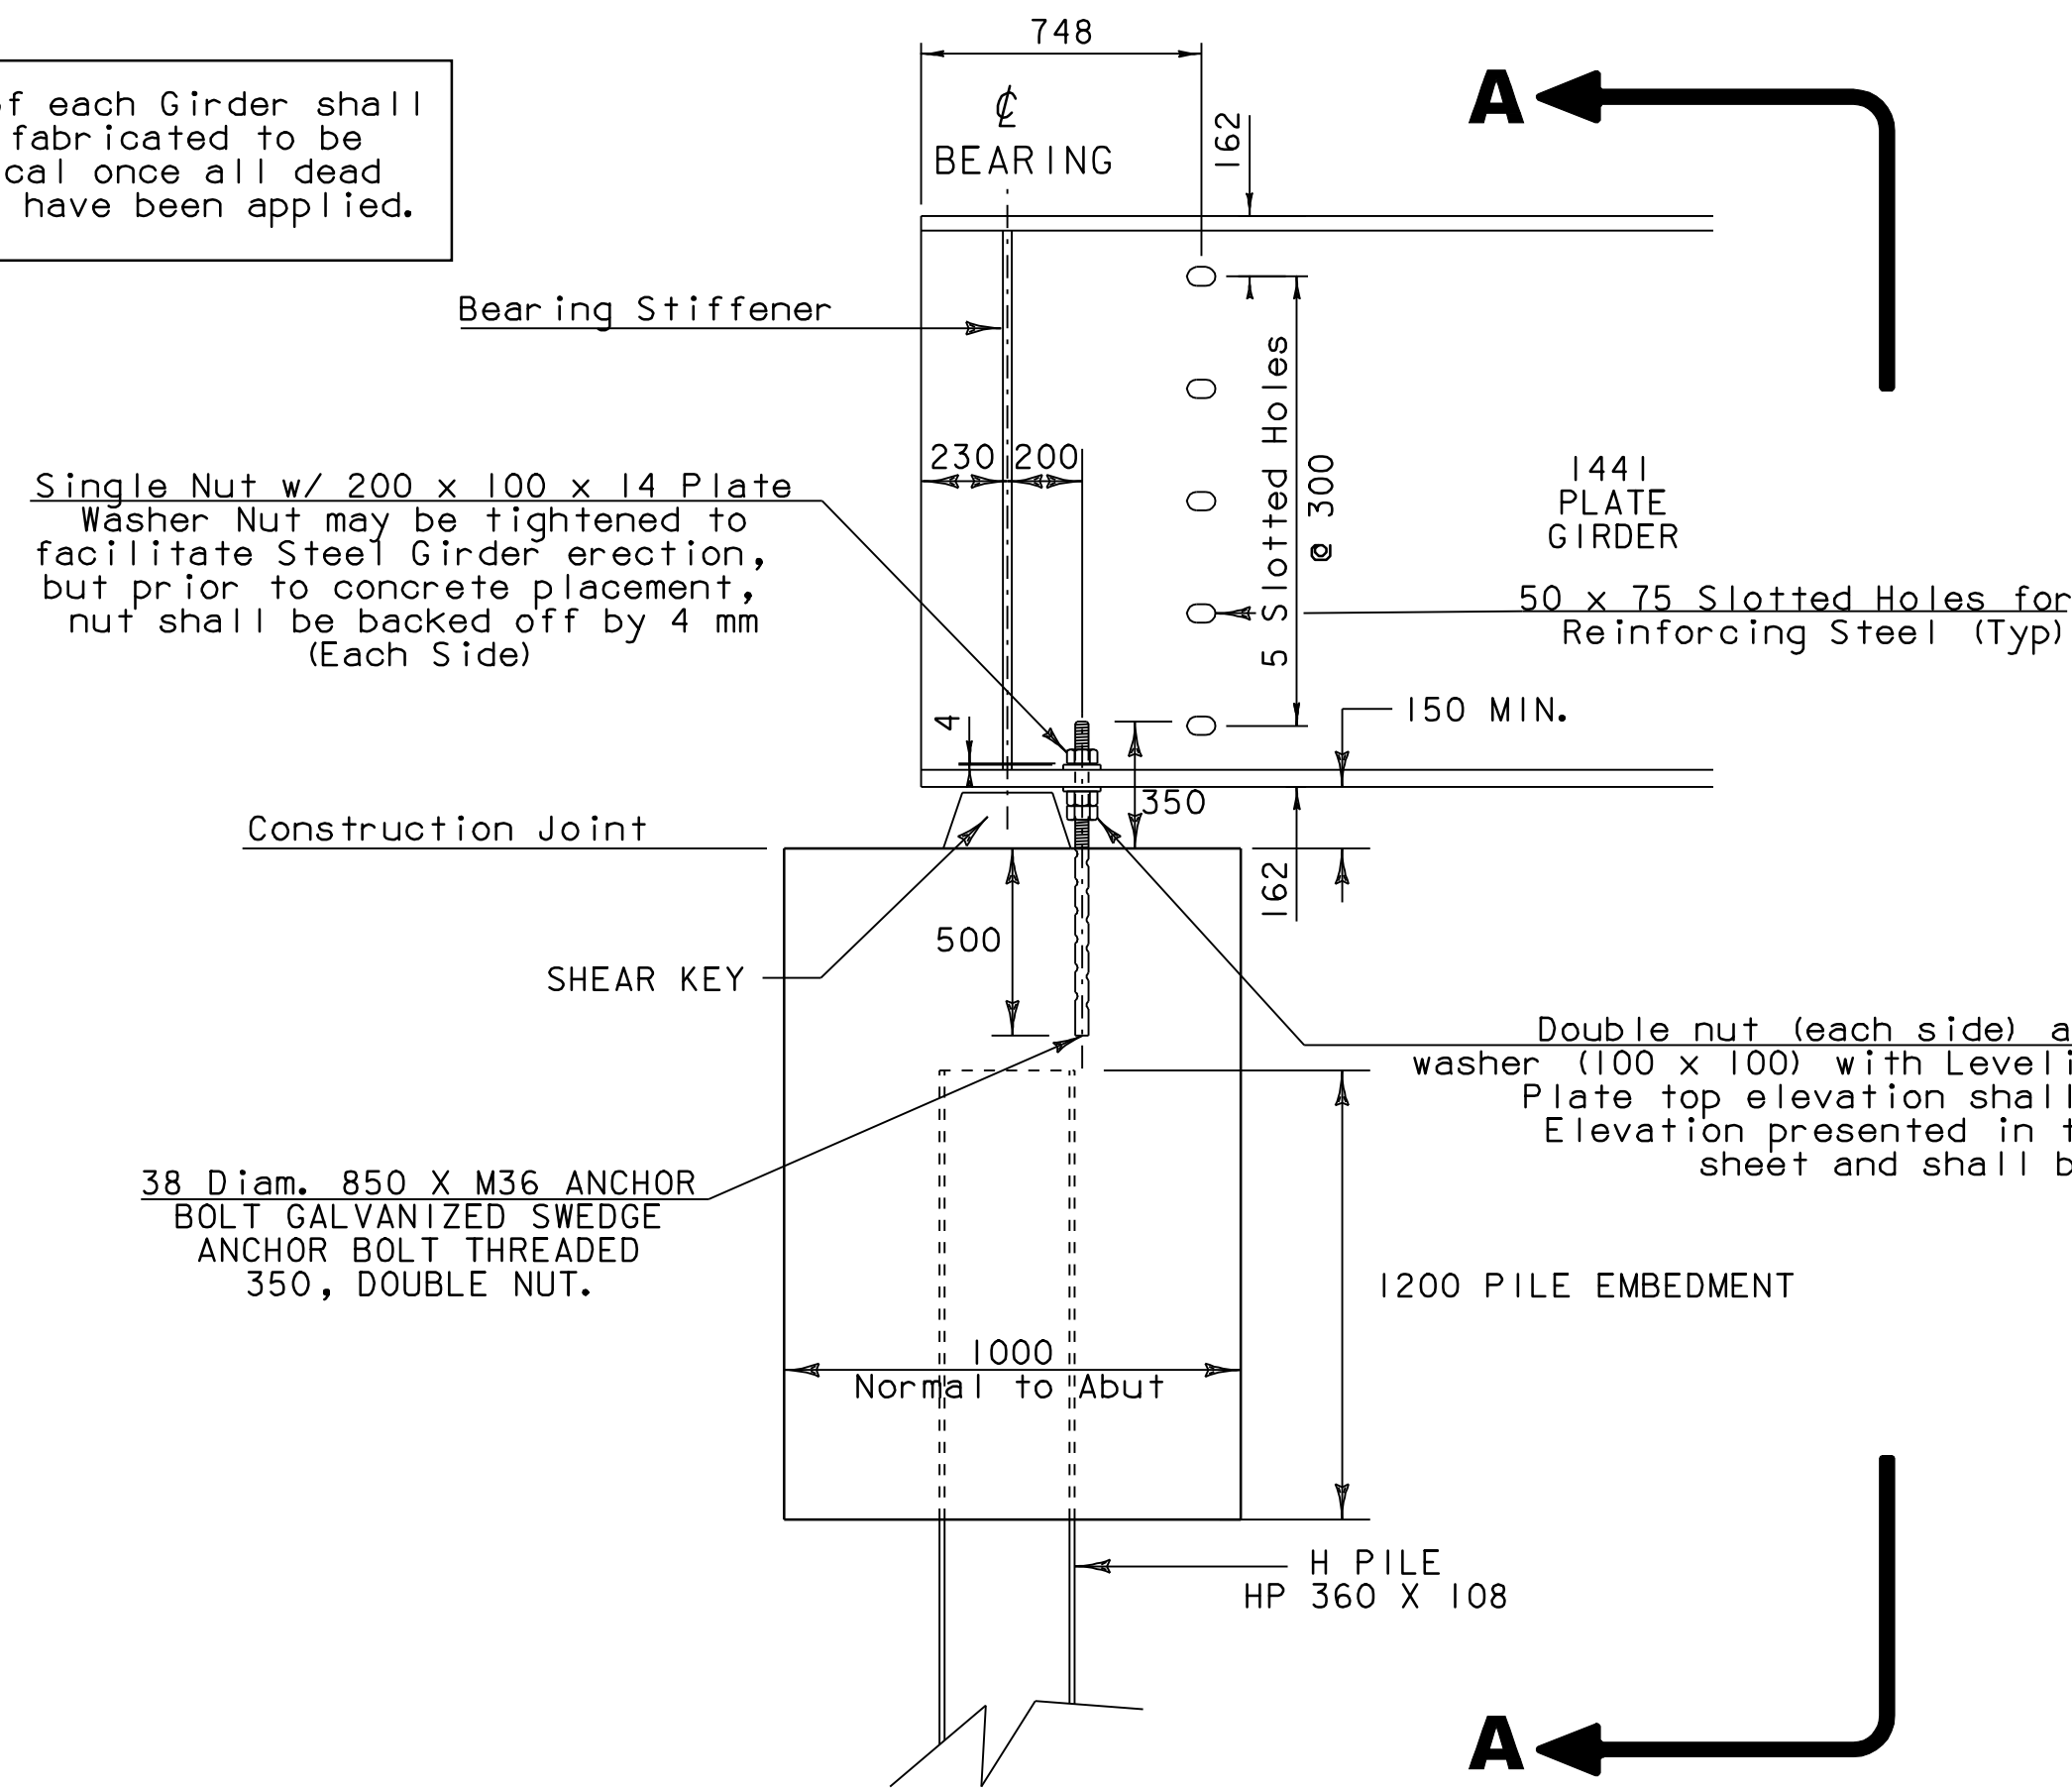 748
℄
BEARING
162
A
f each Girder shall
fabricated to be
cal once all dead
have been applied.
Bearing Stiffener
230
200
5 Slotted Holes
@ 300
1441
PLATE
GIRDER
Single Nut w/ 200 x 100 x 14 Plate
Washer Nut may be tightened to
facilitate Steel Girder erection,
but prior to concrete placement,
nut shall be backed off by 4 mm
(Each Side)
50 x 75 Slotted Holes for
Reinforcing Steel (Typ)
4
150 MIN.
350
Construction Joint
162
500
SHEAR KEY
Double nut (each side) a
washer (100 x 100) with Leveli
Plate top elevation shall
Elevation presented in t
sheet and shall b
38 Diam. 850 X M36 ANCHOR
BOLT GALVANIZED SWEDGE
ANCHOR BOLT THREADED
350, DOUBLE NUT.
1200 PILE EMBEDMENT
1000
Normal to Abut
H PILE
HP 360 X 108
A